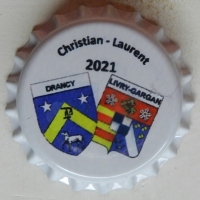 Christian - Laurent
2021
DRANCY
LIVRY-GARGAN